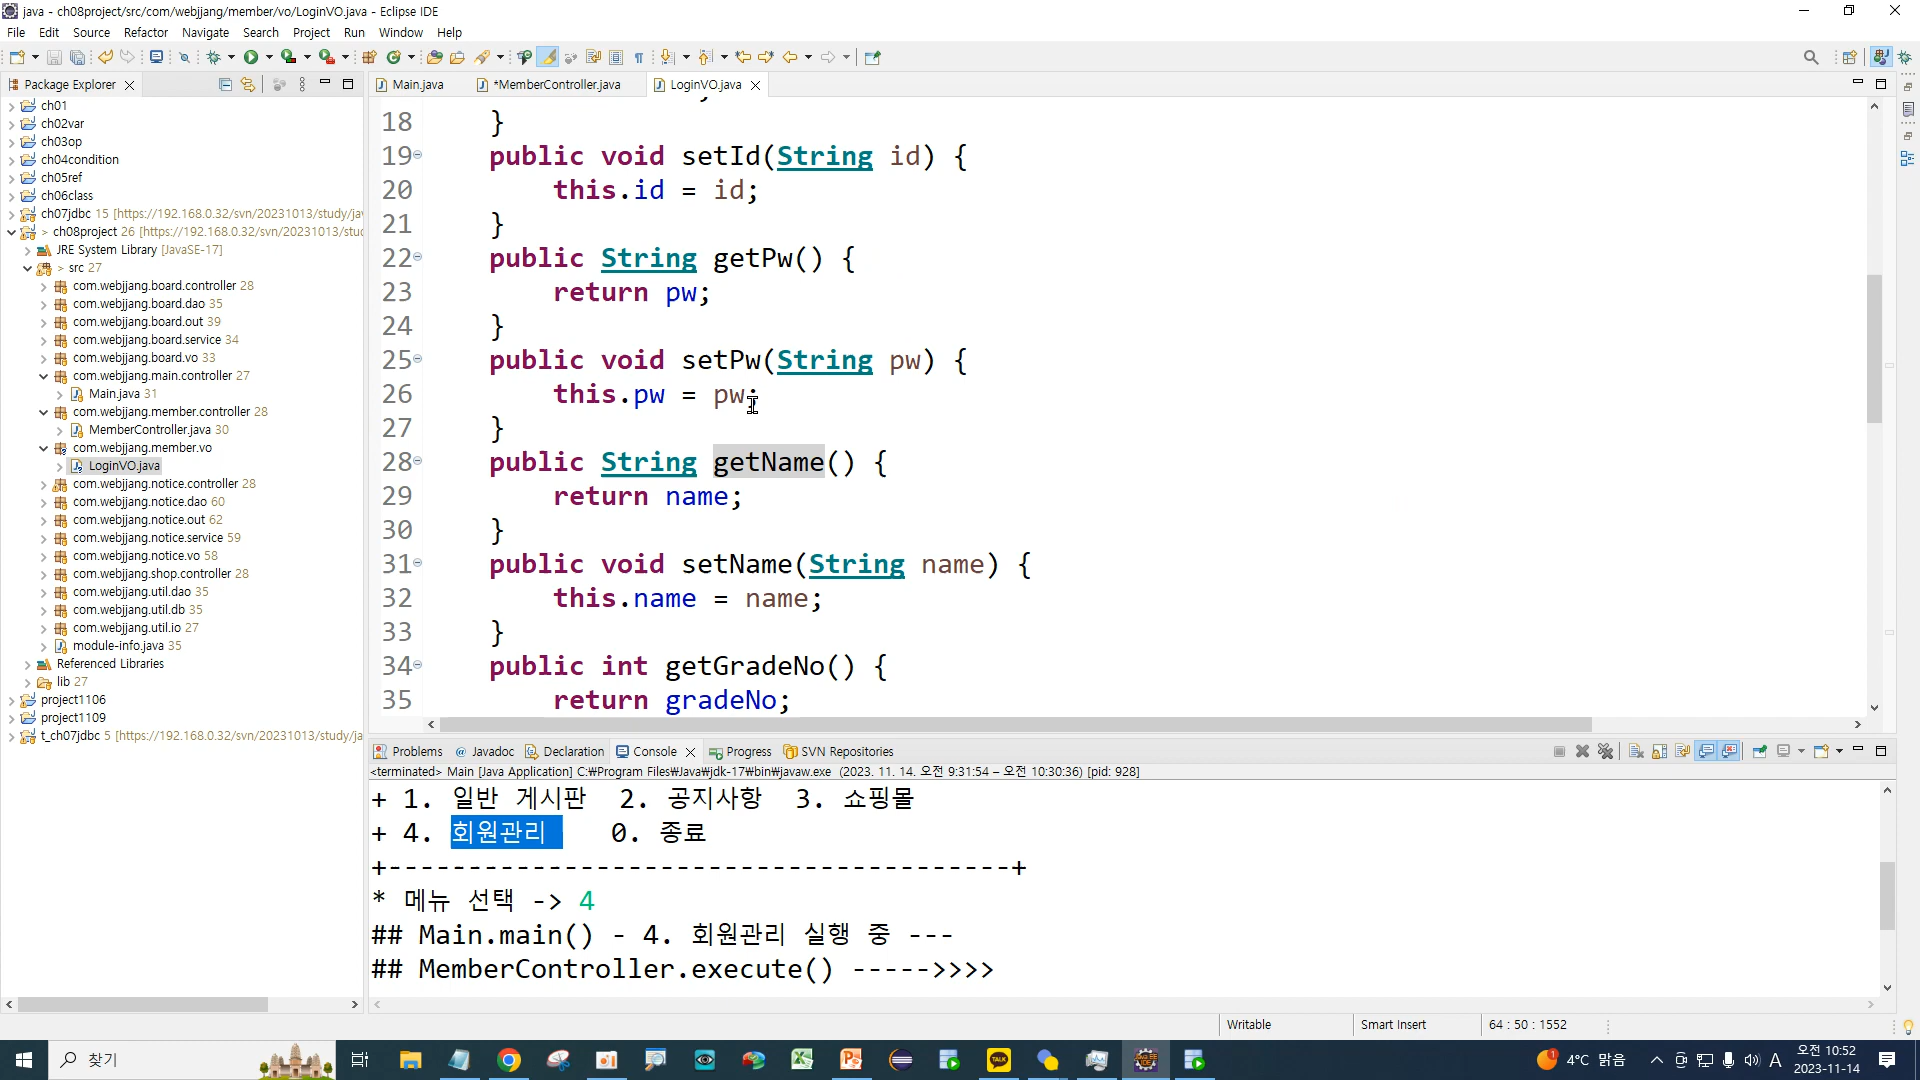 java - ch08project/src/com/webjjang/member/vo/LoginVO.java - Eclipse IDE
File Edit Source Refactor Navigate Search Project Run Window Help
Package Explorer
Main.java *MemberController.java LoginVO.java
ch01
ch02var
ch03op
ch04condition
ch05ref
ch06class
ch07jdbc 15 [https://192.168.0.32/svn/20231013/study/ja
> ch08project 26 [https://192.168.0.32/svn/20231013/stu
JRE System Library [JavaSE-17]
> src 27
com.webjjang.board.controller 28
com.webjjang.board.dao 35
com.webjjang.board.out 39
com.webjjang.board.service 34
com.webjjang.board.vo 33
com.webjjang.main.controller 27
Main.java 31
com.webjjang.member.controller 28
MemberController.java 30
com.webjjang.member.vo
LoginVO.java
com.webjjang.notice.controller 28
com.webjjang.notice.dao 60
com.webjjang.notice.out 62
com.webjjang.notice.service 59
com.webjjang.notice.vo 58
com.webjjang.shop.controller 28
com.webjjang.util.dao 35
com.webjjang.util.db 35
com.webjjang.util.io 27
module-info.java 35
Referenced Libraries
lib 27
project1106
project1109
t_ch07jdbc 5 [https://192.168.0.32/svn/20231013/study/ja
18 }
19 public void setId(String id) {
20 this.id = id;
21 }
22 public String getPw() {
23 return pw;
24 }
25 public void setPw(String pw) {
26 this.pw = pw;
27 }
28 public String getName() {
29 return name;
30 }
31 public void setName(String name) {
32 this.name = name;
33 }
34 public int getGradeNo() {
35 return gradeNo;
Problems Javadoc Declaration Console Progress SVN Repositories
<terminated> Main [Java Application] C:₩Program Files₩Java₩jdk-17₩bin₩javaw.exe (2023. 11. 14. 오전 9:31:54 – 오전 10:30:36) [pid: 928]
+ 1. 일반 게시판 2. 공지사항 3. 쇼핑몰
+ 4. 회원관리 0. 종료
+---------------------------------------+
* 메뉴 선택 -> 4
## Main.main() - 4. 회원관리 실행 중 ---
## MemberController.execute() ----->>>>
Writable Smart Insert 64 : 50 : 1552
찾기
4°C 맑음 A 오전 10:52
2023-11-14